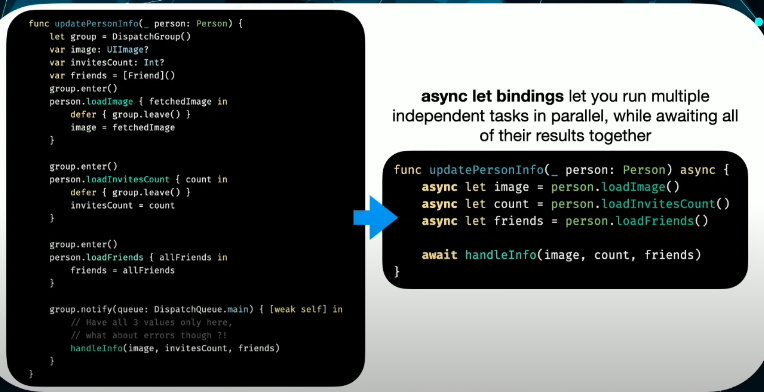 func updatePersonInfo(_ person: Person) {
let group = DispatchGroup()
var image: UIImage?
var invitesCount: Int?
var friends = [Friend]()
group.enter()
person.loadImage { fetchedImage in
defer { group.leave() }
image = fetchedImage
}
group.enter()
person.loadInvitesCount { count in
defer { group.leave() }
invitesCount = count
}
group.enter()
person.loadFriends { allFriends in
friends = allFriends
}
group.notify(queue: DispatchQueue.main) { [weak self] in
// Have all 3 values only here,
// what about errors though ?!
handleInfo(image, invitesCount, friends)
}
}
async let bindings let you run multiple
independent tasks in parallel, while awaiting all
of their results together
func updatePersonInfo(_ person: Person) async {
async let image = person.loadImage()
async let count = person.loadInvitesCount()
async let friends = person.loadFriends()
await handleInfo(image, count, friends)
}